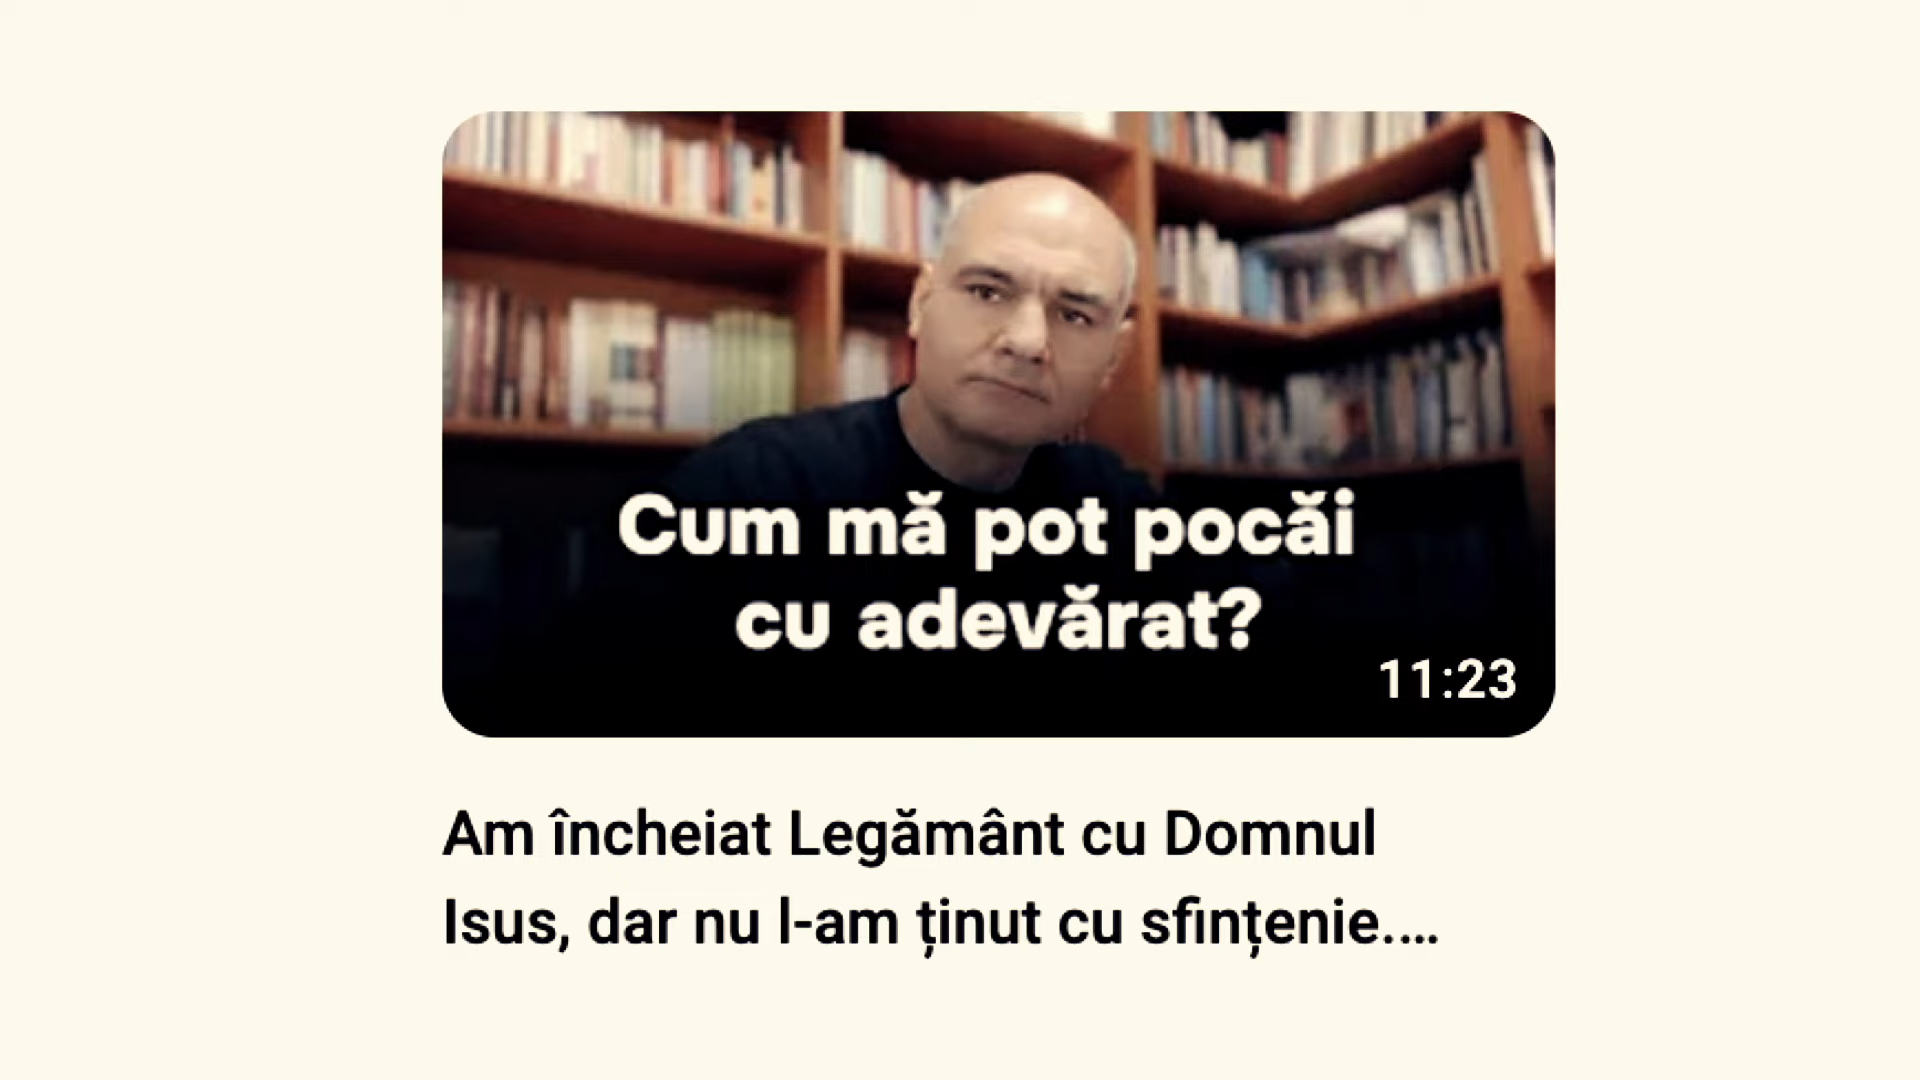 Cum mă pot pocăi
cu adevărat?
11:23
Am încheiat Legământ cu Domnul
Isus, dar nu l-am ținut cu sfințenie.…